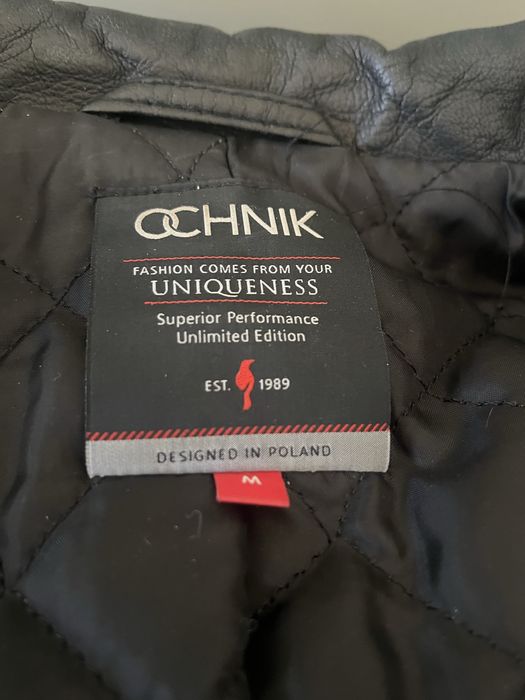 OCHNIK
FASHION COMES FROM YOUR
UNIQUENESS
Superior Performance
Unlimited Edition
EST. 1989
DESIGNED IN POLAND
M